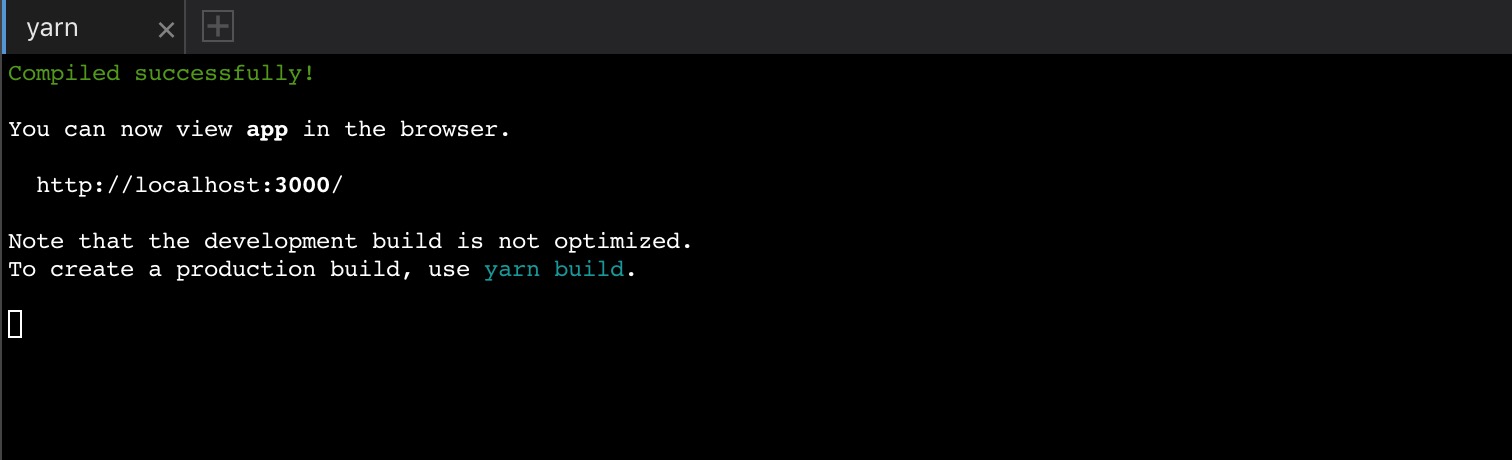 yarn
Compiled successfully!
You can now view app in the browser.
http://localhost:3000/
Note that the development build is not optimized.
To create a production build, use yarn build.